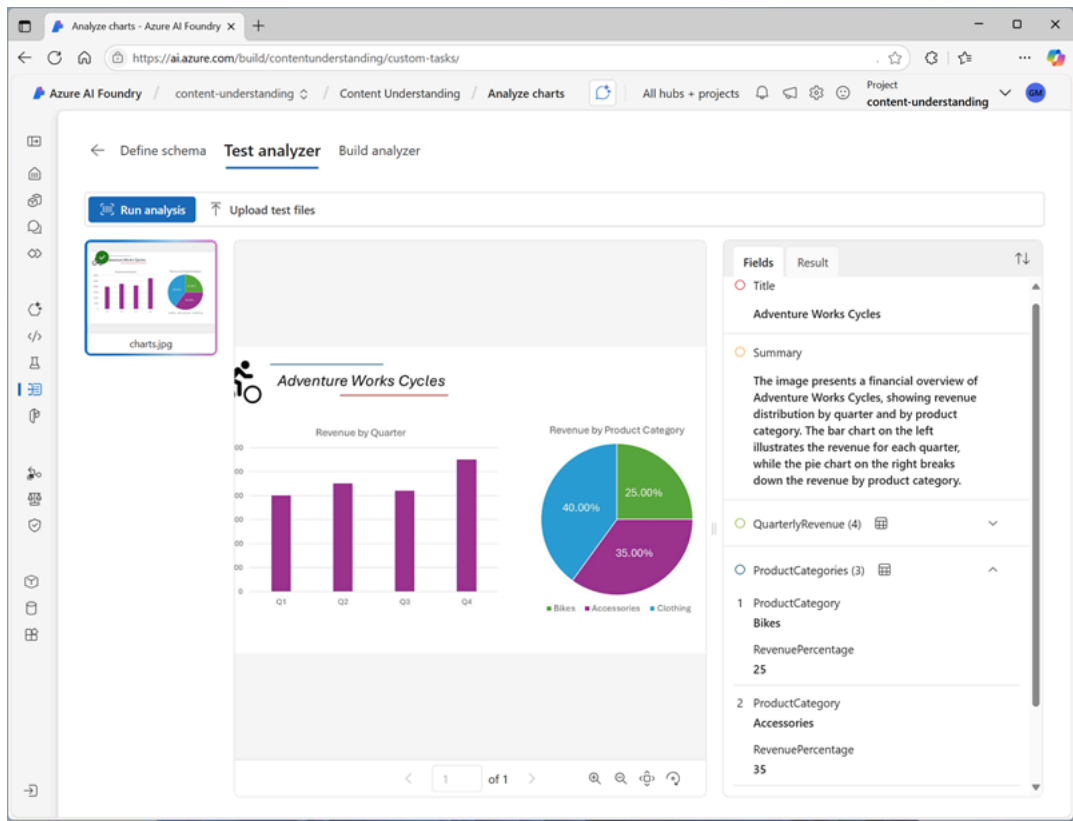 Analyze charts - Azure AI Foundry
https://ai.azure.com/build/contentunderstanding/custom-tasks/
Azure AI Foundry / content-understanding / Content Understanding / Analyze charts
All hubs + projects
Project
content-understanding
GM
Define schema Test analyzer Build analyzer
Run analysis Upload test files
charts.jpg
Adventure Works Cycles
Revenue by Quarter
00
00
00
00
00
00
0
Q1 Q2 Q3 Q4
Revenue by Product Category
40.00%
25.00%
35.00%
Bikes Accessories Clothing
1 of 1
Fields Result
Title
Adventure Works Cycles
Summary
The image presents a financial overview of
Adventure Works Cycles, showing revenue
distribution by quarter and by product
category. The bar chart on the left
illustrates the revenue for each quarter,
while the pie chart on the right breaks
down the revenue by product category.
QuarterlyRevenue (4)
ProductCategories (3)
1 ProductCategory
Bikes
RevenuePercentage
25
2 ProductCategory
Accessories
RevenuePercentage
35